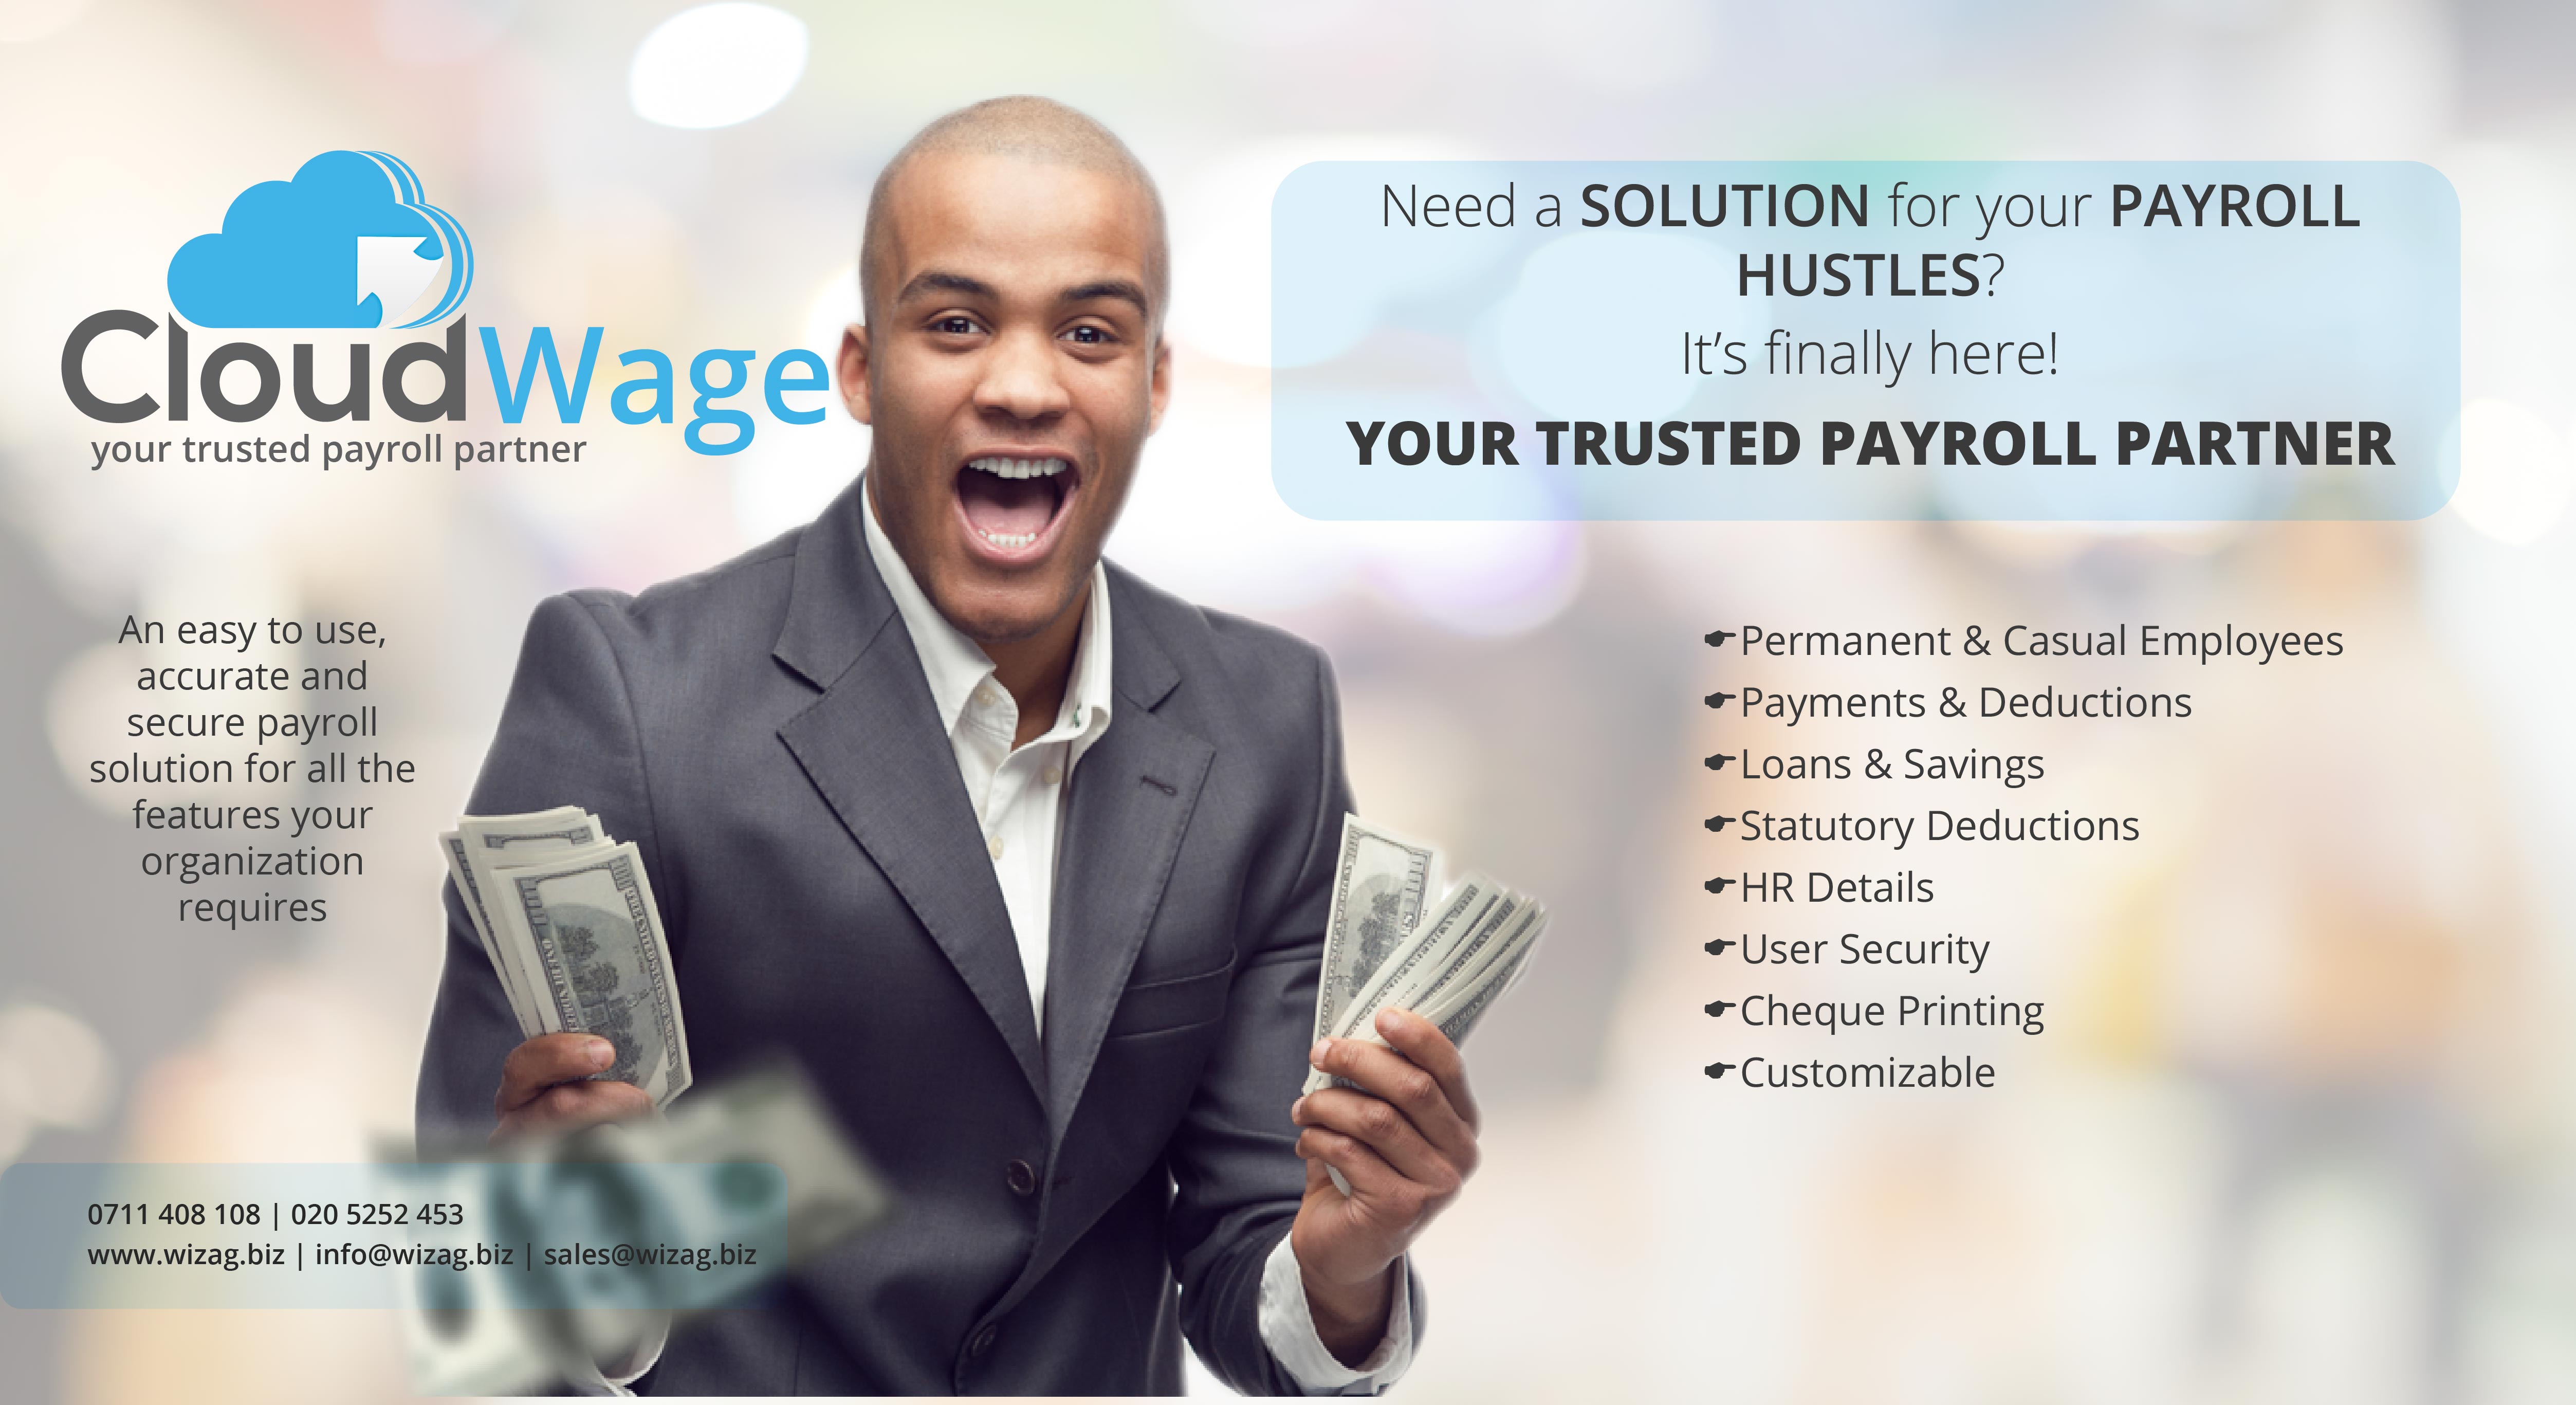 CloudWage
your trusted payroll partner
Need a SOLUTION for your PAYROLL
HUSTLES?
It's finally here!
YOUR TRUSTED PAYROLL PARTNER
An easy to use,
accurate and
secure payroll
solution for all the
features your
organization
requires
☛Permanent & Casual Employees
☛Payments & Deductions
☛Loans & Savings
☛Statutory Deductions
☛HR Details
☛User Security
☛Cheque Printing
☛Customizable
0711 408 108 | 020 5252 453
www.wizag.biz | info@wizag.biz | sales@wizag.biz